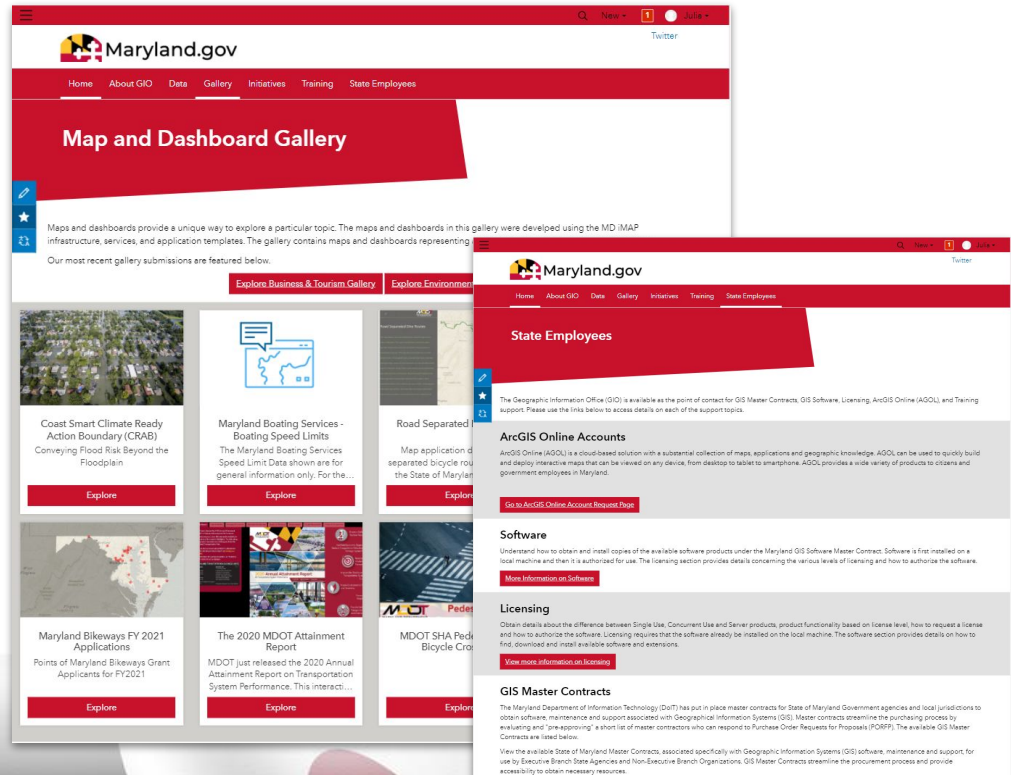 New
1
Julia
Twitter
Maryland.gov
Home About GIO Data Gallery Initiatives Training State Employees
Map and Dashboard Gallery
Maps and dashboards provide a unique way to explore a particular topic. The maps and dashboards in this gallery were develped using the MD iMAP
infrastructure, services, and application templates. The gallery contains maps and dashboards representing
Our most recent gallery submissions are featured below.
Explore Business & Tourism Gallery Explore Environmen
Coast Smart Climate Ready
Action Boundary (CRAB)
Conveying Flood Risk Beyond the
Floodplain
Explore
Maryland Boating Services -
Boating Speed Limits
The Maryland Boating Services
Speed Limit Data shown are for
general information only. For the...
Explore
Road Separated
Map application d
separated bicycle rou
the State of Marylan
Explore
Maryland Bikeways FY 2021
Applications
Points of Maryland Bikeways Grant
Applicants for FY2021
Explore
The 2020 MDOT Attainment
Report
MDOT just released the 2020 Annual
Attainment Report on Transportation
System Performance. This interacti...
Explore
MDOT Pedes
MDOT SHA Pede
Bicycle Cro
Explore
New
1
Julia
Twitter
Maryland.gov
Home About GIO Data Gallery Initiatives Training State Employees
State Employees
The Geographic Information Office (GIO) is available as the point of contact for GIS Master Contracts, GIS Software, Licensing, ArcGIS Online (AGOL), and Training
support. Please use the links below to access details on each of the support topics.
ArcGIS Online Accounts
ArcGIS Online (AGOL) is a cloud-based solution with a substantial collection of maps, applications and geographic knowledge. AGOL can be used to quickly build
and deploy interactive maps that can be viewed on any device, from desktop to tablet to smartphone. AGOL provides a wide variety of products to citizens and
government employees in Maryland.
Go to ArcGIS Online Account Request Page
Software
Understand how to obtain and install copies of the available software products under the Maryland GIS Software Master Contract. Software is first installed on a
local machine and then it is authorized for use. The licensing section provides details concerning the various levels of licensing and how to authorize the software.
More Information on Software
Licensing
Obtain details about the difference between Single Use, Concurrent Use and Server products, product functionality based on license level, how to request a license
and how to authorize the software. Licensing requires that the software already be installed on the local machine. The software section provides details on how to
find, download and install available software and extensions.
View more information on licensing
GIS Master Contracts
The Maryland Department of Information Technology (DoIT) has put in place master contracts for State of Maryland Government agencies and local jurisdictions to
obtain software, maintenance and support associated with Geographical Information Systems (GIS). Master contracts streamline the purchasing process by
evaluating and "pre-approving" a short list of master contractors who can respond to Purchase Order Requests for Proposals (PORFP). The available GIS Master
Contracts are listed below.
View the available State of Maryland Master Contracts, associated specifically with Geographic Information Systems (GIS) software, maintenance and support, for
use by Executive Branch State Agencies and Non-Executive Branch Organizations. GIS Master Contracts streamline the procurement process and provide
accessibility to obtain necessary resources.